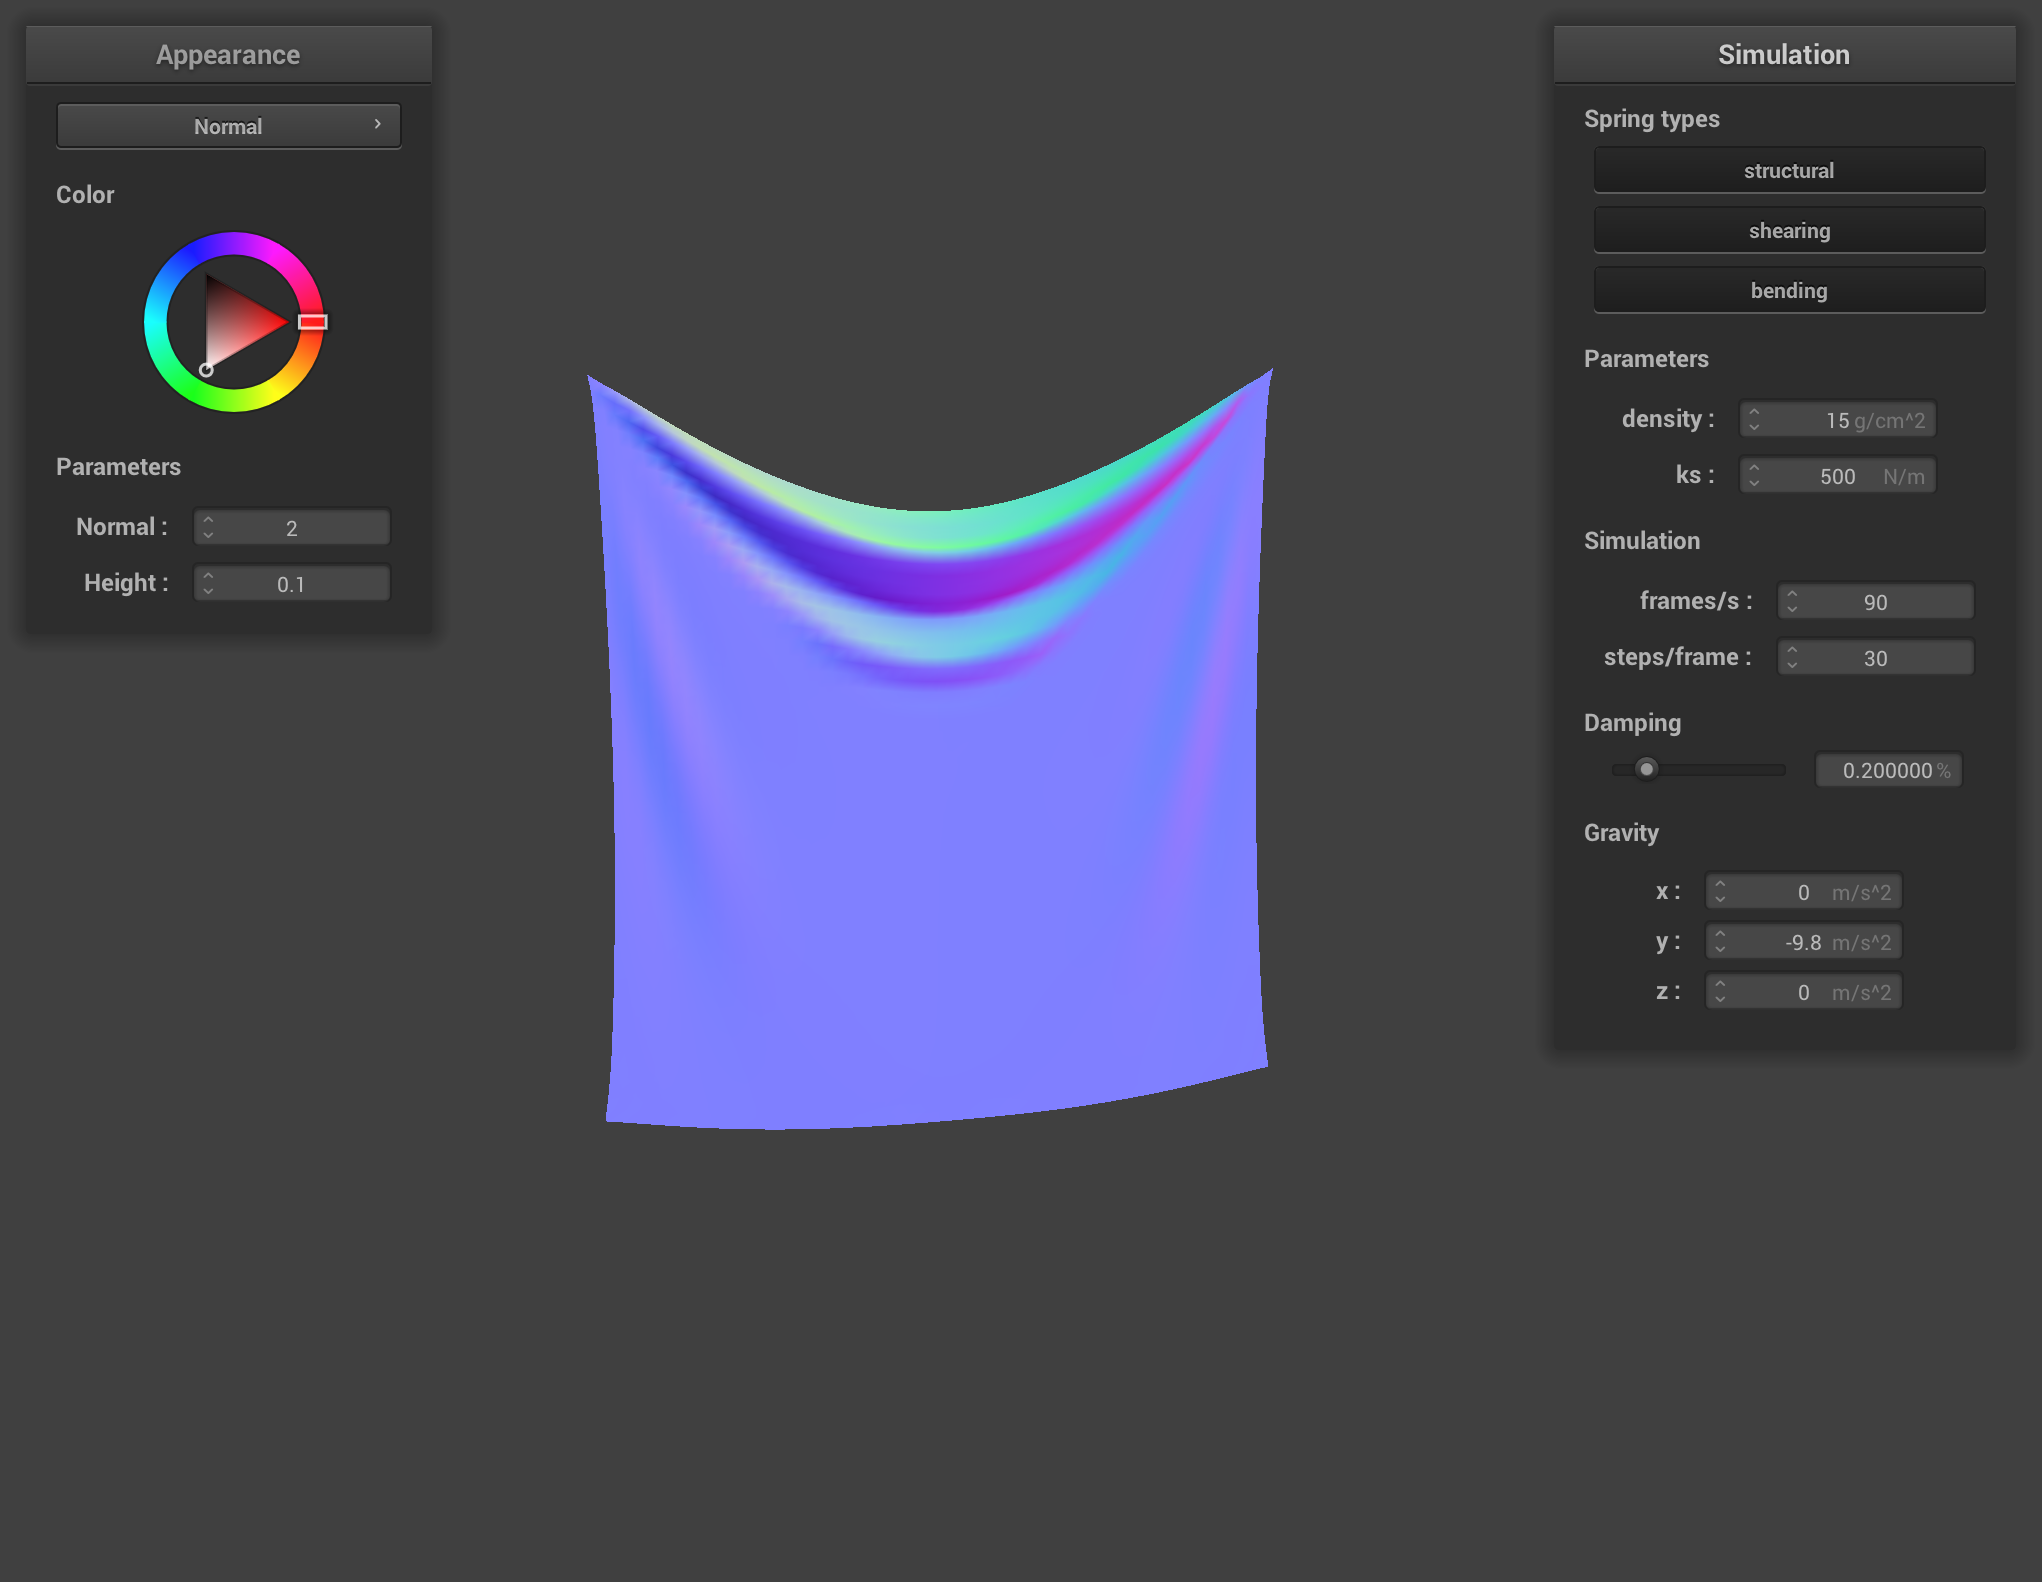 Appearance
Normal
Color
Parameters
Normal : 2
Height : 0.1
Simulation
Spring types
structural
shearing
bending
Parameters
density : 15 g/cm^2
ks : 500 N/m
Simulation
frames/s : 90
steps/frame : 30
Damping
0.200000 %
Gravity
x : 0 m/s^2
y : -9.8 m/s^2
z : 0 m/s^2